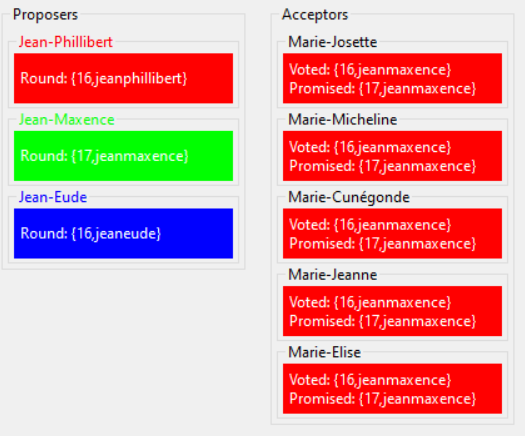 Proposers
Jean-Phillibert
Round: {16,jeanphillibert}
Jean-Maxence
Round: {17,jeanmaxence}
Jean-Eude
Round: {16,jeaneude}
Acceptors
Marie-Josette
Voted: {16,jeanmaxence}
Promised: {17,jeanmaxence}
Marie-Micheline
Voted: {16,jeanmaxence}
Promised: {17,jeanmaxence}
Marie-Cunégonde
Voted: {16,jeanmaxence}
Promised: {17,jeanmaxence}
Marie-Jeanne
Voted: {16,jeanmaxence}
Promised: {17,jeanmaxence}
Marie-Elise
Voted: {16,jeanmaxence}
Promised: {17,jeanmaxence}